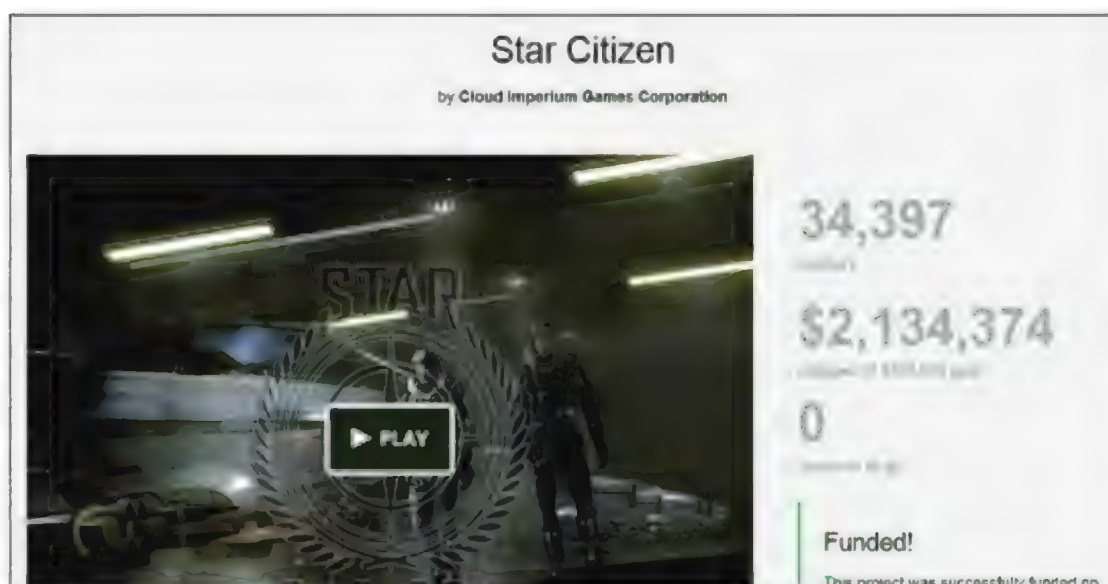 Star Citizen
by Cloud Imperium Games Corporation
STAR
PLAY
34,397
$2,134,374
0
Funded!
This project was successfully funded on